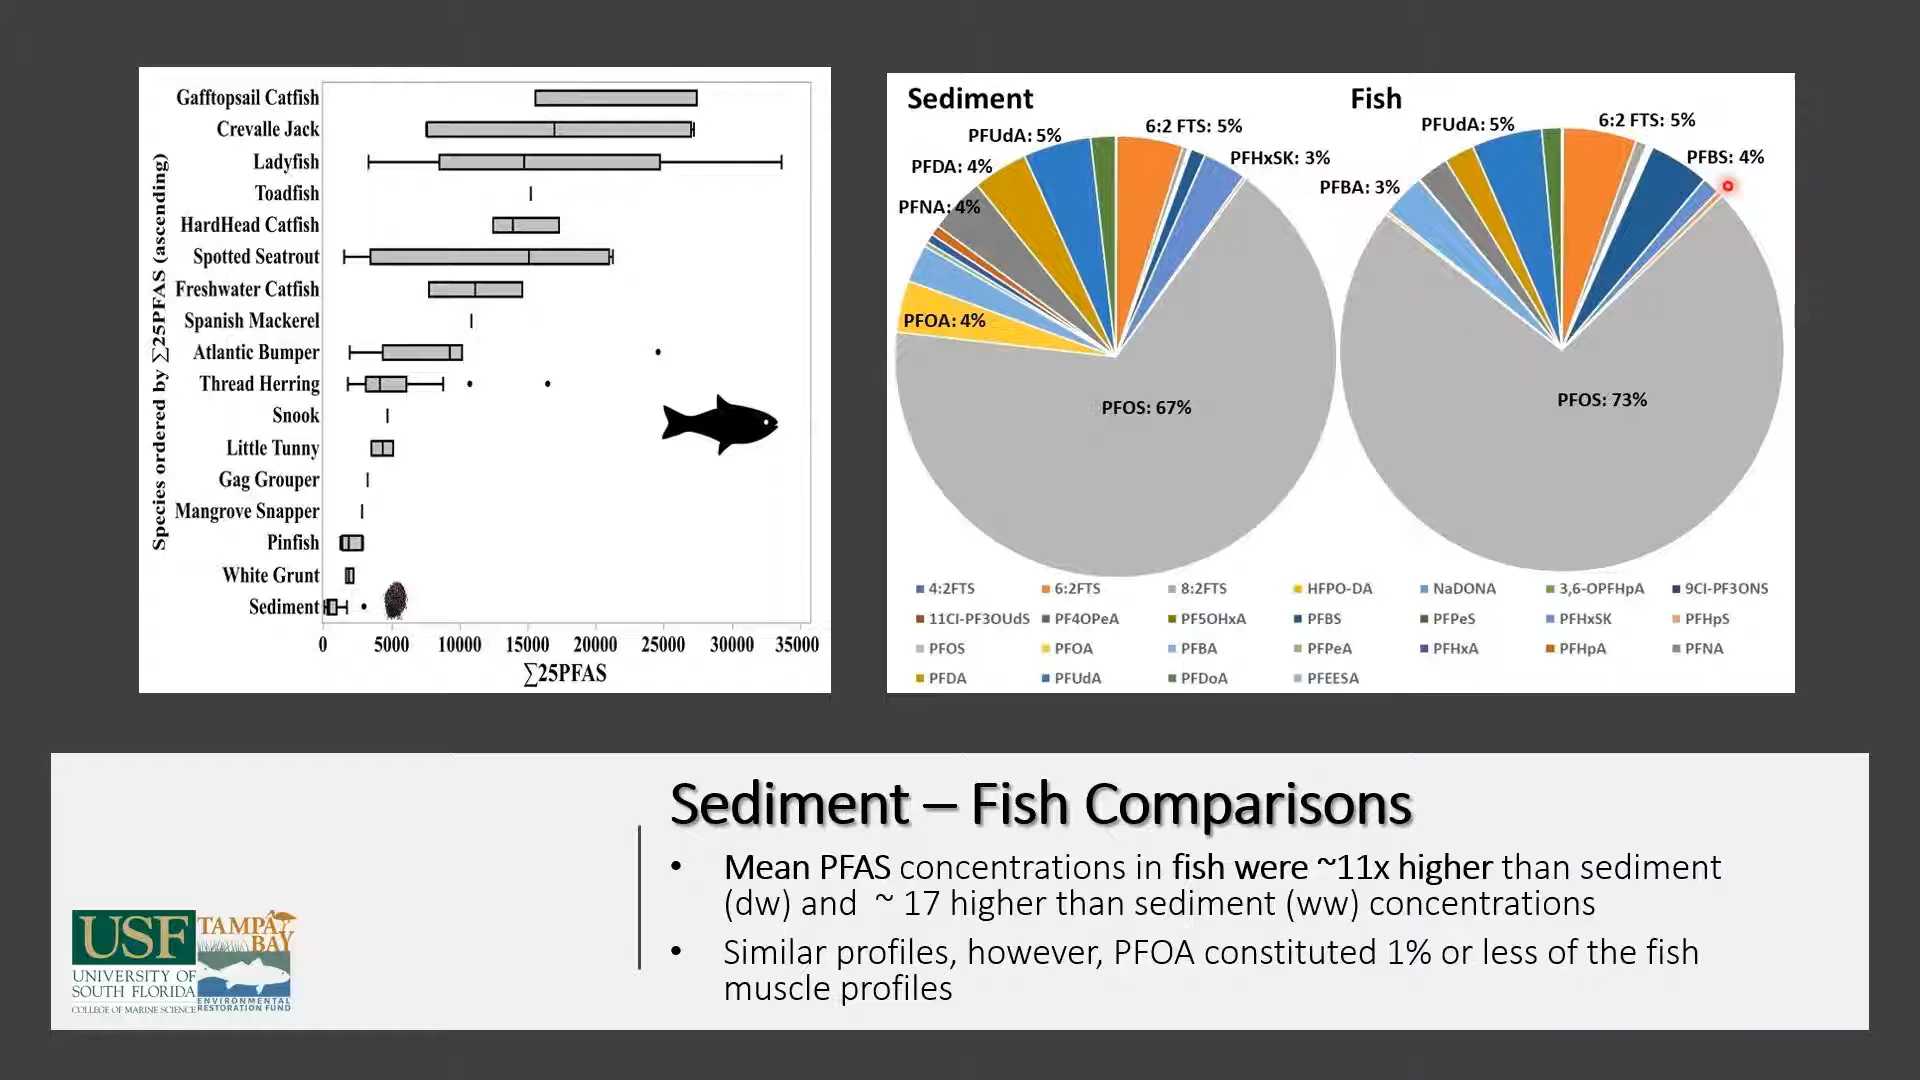 Species ordered by ∑25PFAS (ascending)
Gafftopsail Catfish
Crevalle Jack
Ladyfish
Toadfish
HardHead Catfish
Spotted Seatrout
Freshwater Catfish
Spanish Mackerel
Atlantic Bumper
Thread Herring
Snook
Little Tunny
Gag Grouper
Mangrove Snapper
Pinfish
White Grunt
Sediment
0 5000 10000 15000 20000 25000 30000 35000
∑25PFAS
Sediment
PFUdA: 5%
6:2 FTS: 5%
PFDA: 4%
PFHxSK: 3%
PFNA: 4%
PFOA: 4%
PFOS: 67%
Fish
PFUdA: 5%
6:2 FTS: 5%
PFBS: 4%
PFBA: 3%
PFOS: 73%
4:2FTS 6:2FTS 8:2FTS HFPO-DA NaDONA 3,6-OPFHpA 9Cl-PF3ONS
11Cl-PF3OUdS PF4OPeA PF5OHxA PFBS PFPeS PFHxSK PFHpS
PFOS PFOA PFBA PFPeA PFHxA PFHpA PFNA
PFDA PFUdA PFDoA PFEESA
Sediment – Fish Comparisons
• Mean PFAS concentrations in fish were ~11x higher than sediment
(dw) and ~ 17 higher than sediment (ww) concentrations
• Similar profiles, however, PFOA constituted 1% or less of the fish
muscle profiles
USF
UNIVERSITY OF
SOUTH FLORIDA
COLLEGE OF MARINE SCIENCE
TAMPA
BAY
ENVIRONMENTAL
RESTORATION FUND